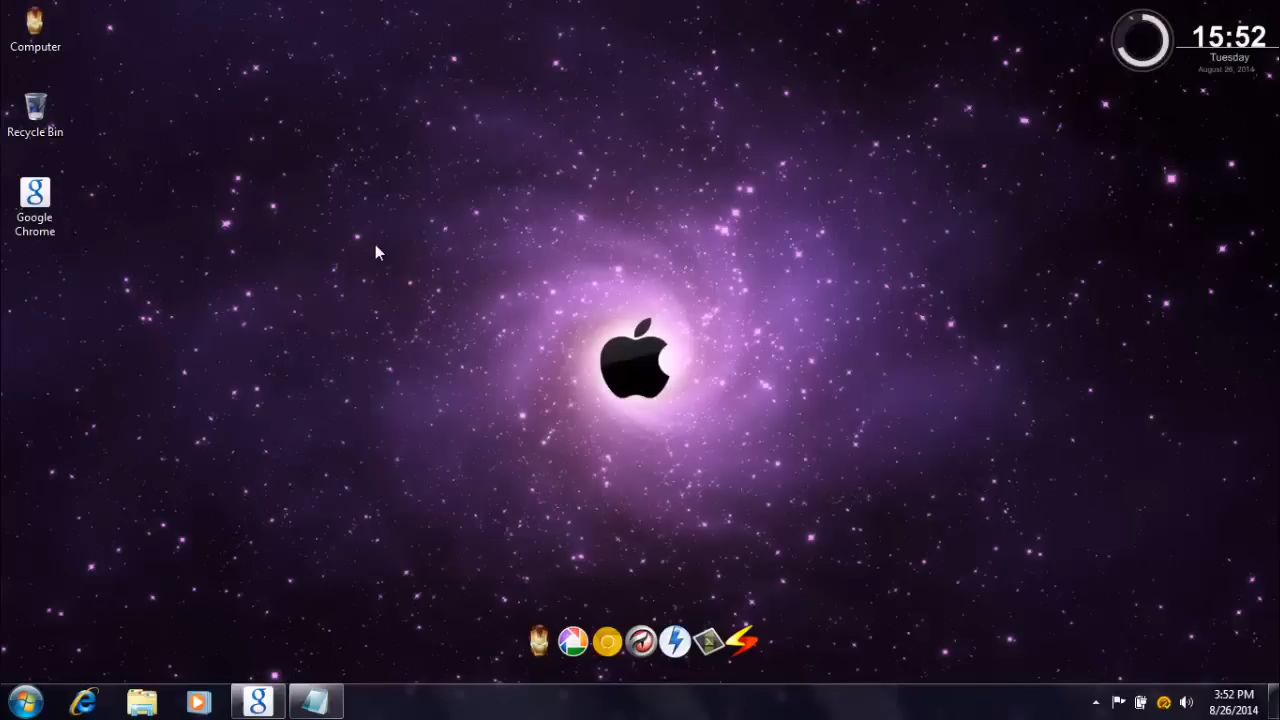 Computer
Recycle Bin
Google
Chrome
15:52
Tuesday
August 26, 2014
3:52 PM
8/26/2014